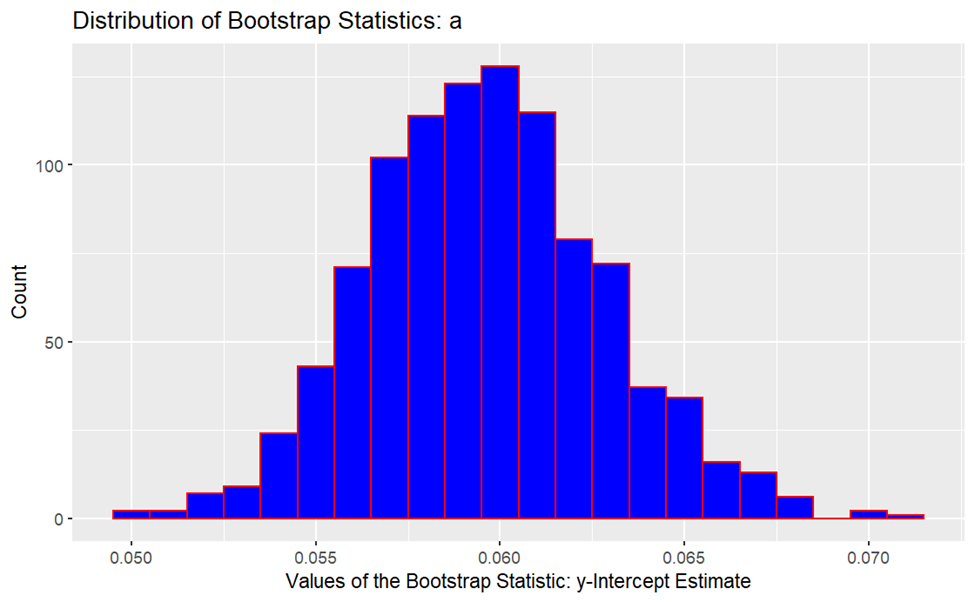 Distribution of Bootstrap Statistics: a
Count
100
50
0
0.050 0.055 0.060 0.065 0.070
Values of the Bootstrap Statistic: y-Intercept Estimate